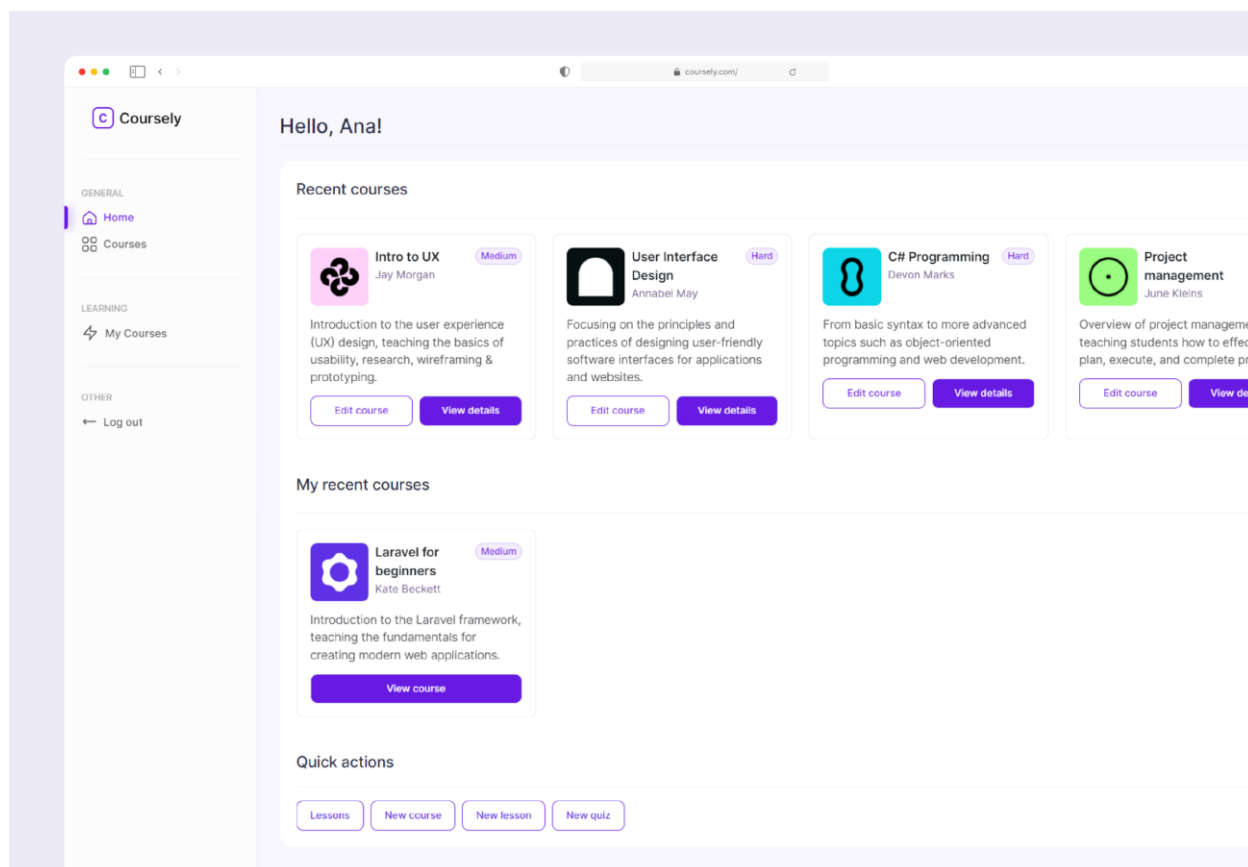 coursely.com/
C Coursely
Hello, Ana!
GENERAL
Home
Courses
LEARNING
My Courses
OTHER
Log out
Recent courses
Intro to UX
Medium
Jay Morgan
Introduction to the user experience
(UX) design, teaching the basics of
usability, research, wireframing &
prototyping.
Edit course
View details
User Interface
Design
Hard
Annabel May
Focusing on the principles and
practices of designing user-friendly
software interfaces for applications
and websites.
Edit course
View details
C# Programming
Hard
Devon Marks
From basic syntax to more advanced
topics such as object-oriented
programming and web development.
Edit course
View details
Project
management
June Kleins
Overview of project
teaching students how to
plan, execute, and complete
Edit course
View
My recent courses
Laravel for
beginners
Medium
Kate Beckett
Introduction to the Laravel framework,
teaching the fundamentals for
creating modern web applications.
View course
Quick actions
Lessons
New course
New lesson
New quiz